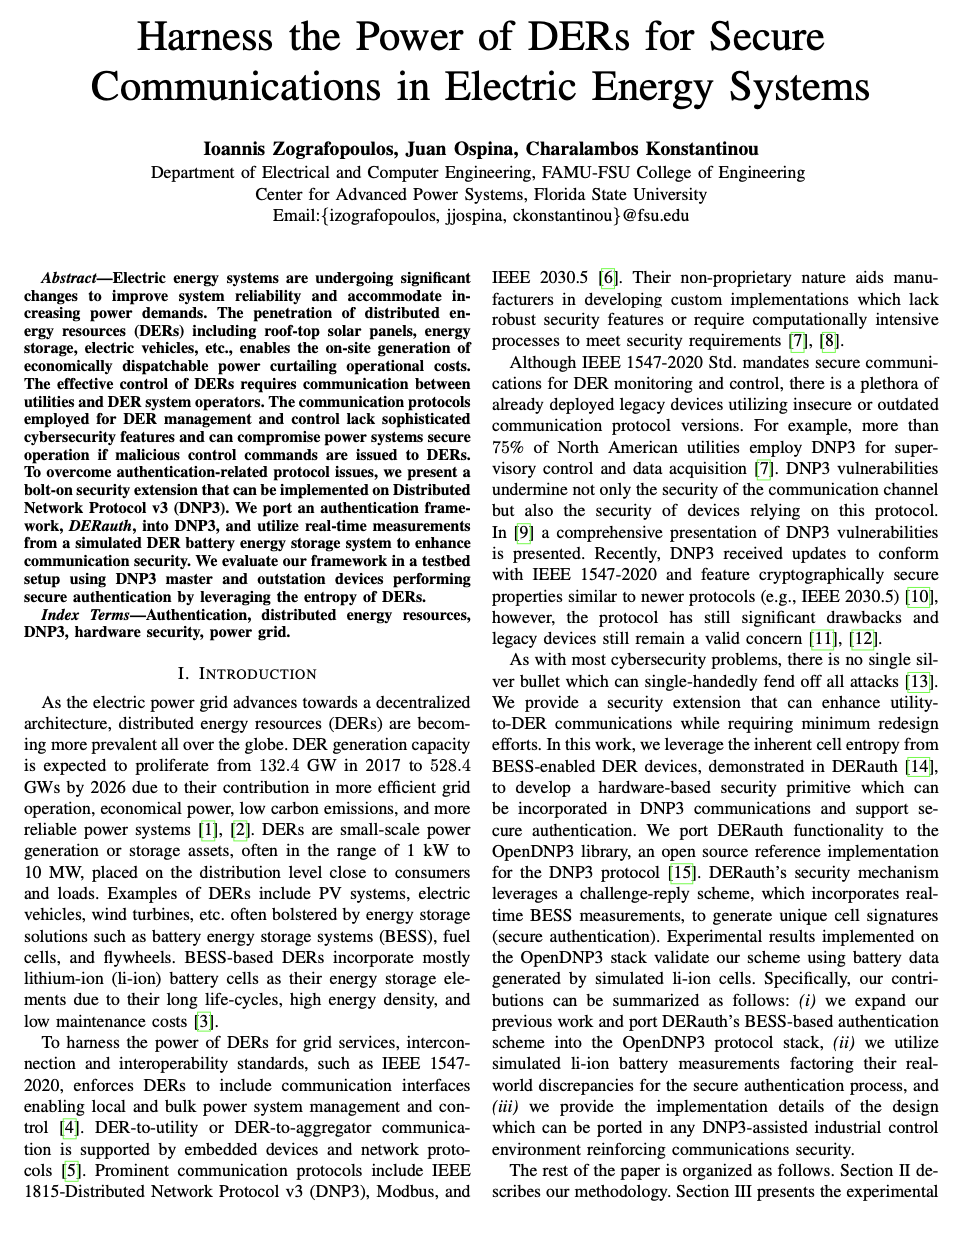 Harness the Power of DERs for Secure
Communications in Electric Energy Systems
Ioannis Zografopoulos, Juan Ospina, Charalambos Konstantinou
Department of Electrical and Computer Engineering, FAMU-FSU College of Engineering
Center for Advanced Power Systems, Florida State University
Email:{izografopoulos, jjospina, ckonstantinou}@fsu.edu
Abstract—Electric energy systems are undergoing significant
changes to improve system reliability and accommodate in-
creasing power demands. The penetration of distributed en-
ergy resources (DERs) including roof-top solar panels, energy
storage, electric vehicles, etc., enables the on-site generation of
economically dispatchable power curtailing operational costs.
The effective control of DERs requires communication between
utilities and DER system operators. The communication protocols
employed for DER management and control lack sophisticated
cybersecurity features and can compromise power systems secure
operation if malicious control commands are issued to DERs.
To overcome authentication-related protocol issues, we present a
bolt-on security extension that can be implemented on Distributed
Network Protocol v3 (DNP3). We port an authentication frame-
work, DERauth, into DNP3, and utilize real-time measurements
from a simulated DER battery energy storage system to enhance
communication security. We evaluate our framework in a testbed
setup using DNP3 master and outstation devices performing
secure authentication by leveraging the entropy of DERs.
Index Terms—Authentication, distributed energy resources,
DNP3, hardware security, power grid.
I. INTRODUCTION
As the electric power grid advances towards a decentralized
architecture, distributed energy resources (DERs) are becom-
ing more prevalent all over the globe. DER generation capacity
is expected to proliferate from 132.4 GW in 2017 to 528.4
GWs by 2026 due to their contribution in more efficient grid
operation, economical power, low carbon emissions, and more
reliable power systems [1], [2]. DERs are small-scale power
generation or storage assets, often in the range of 1 kW to
10 MW, placed on the distribution level close to consumers
and loads. Examples of DERs include PV systems, electric
vehicles, wind turbines, etc. often bolstered by energy storage
solutions such as battery energy storage systems (BESS), fuel
cells, and flywheels. BESS-based DERs incorporate mostly
lithium-ion (li-ion) battery cells as their energy storage ele-
ments due to their long life-cycles, high energy density, and
low maintenance costs [3].
To harness the power of DERs for grid services, intercon-
nection and interoperability standards, such as IEEE 1547-
2020, enforces DERs to include communication interfaces
enabling local and bulk power system management and con-
trol [4]. DER-to-utility or DER-to-aggregator communica-
tion is supported by embedded devices and network proto-
cols [5]. Prominent communication protocols include IEEE
1815-Distributed Network Protocol v3 (DNP3), Modbus, and
IEEE 2030.5 [6]. Their non-proprietary nature aids manu-
facturers in developing custom implementations which lack
robust security features or require computationally intensive
processes to meet security requirements [7], [8].
Although IEEE 1547-2020 Std. mandates secure communi-
cations for DER monitoring and control, there is a plethora of
already deployed legacy devices utilizing insecure or outdated
communication protocol versions. For example, more than
75% of North American utilities employ DNP3 for super-
visory control and data acquisition [7]. DNP3 vulnerabilities
undermine not only the security of the communication channel
but also the security of devices relying on this protocol.
In [9] a comprehensive presentation of DNP3 vulnerabilities
is presented. Recently, DNP3 received updates to conform
with IEEE 1547-2020 and feature cryptographically secure
properties similar to newer protocols (e.g., IEEE 2030.5) [10],
however, the protocol has still significant drawbacks and
legacy devices still remain a valid concern [11], [12].
As with most cybersecurity problems, there is no single sil-
ver bullet which can single-handedly fend off all attacks [13].
We provide a security extension that can enhance utility-
to-DER communications while requiring minimum redesign
efforts. In this work, we leverage the inherent cell entropy from
BESS-enabled DER devices, demonstrated in DERauth [14],
to develop a hardware-based security primitive which can
be incorporated in DNP3 communications and support se-
cure authentication. We port DERauth functionality to the
OpenDNP3 library, an open source reference implementation
for the DNP3 protocol [15]. DERauth's security mechanism
leverages a challenge-reply scheme, which incorporates real-
time BESS measurements, to generate unique cell signatures
(secure authentication). Experimental results implemented on
the OpenDNP3 stack validate our scheme using battery data
generated by simulated li-ion cells. Specifically, our contri-
butions can be summarized as follows: (i) we expand our
previous work and port DERauth's BESS-based authentication
scheme into the OpenDNP3 protocol stack, (ii) we utilize
simulated li-ion battery measurements factoring their real-
world discrepancies for the secure authentication process, and
(iii) we provide the implementation details of the design
which can be ported in any DNP3-assisted industrial control
environment reinforcing communications security.
The rest of the paper is organized as follows. Section II de-
scribes our methodology. Section III presents the experimental